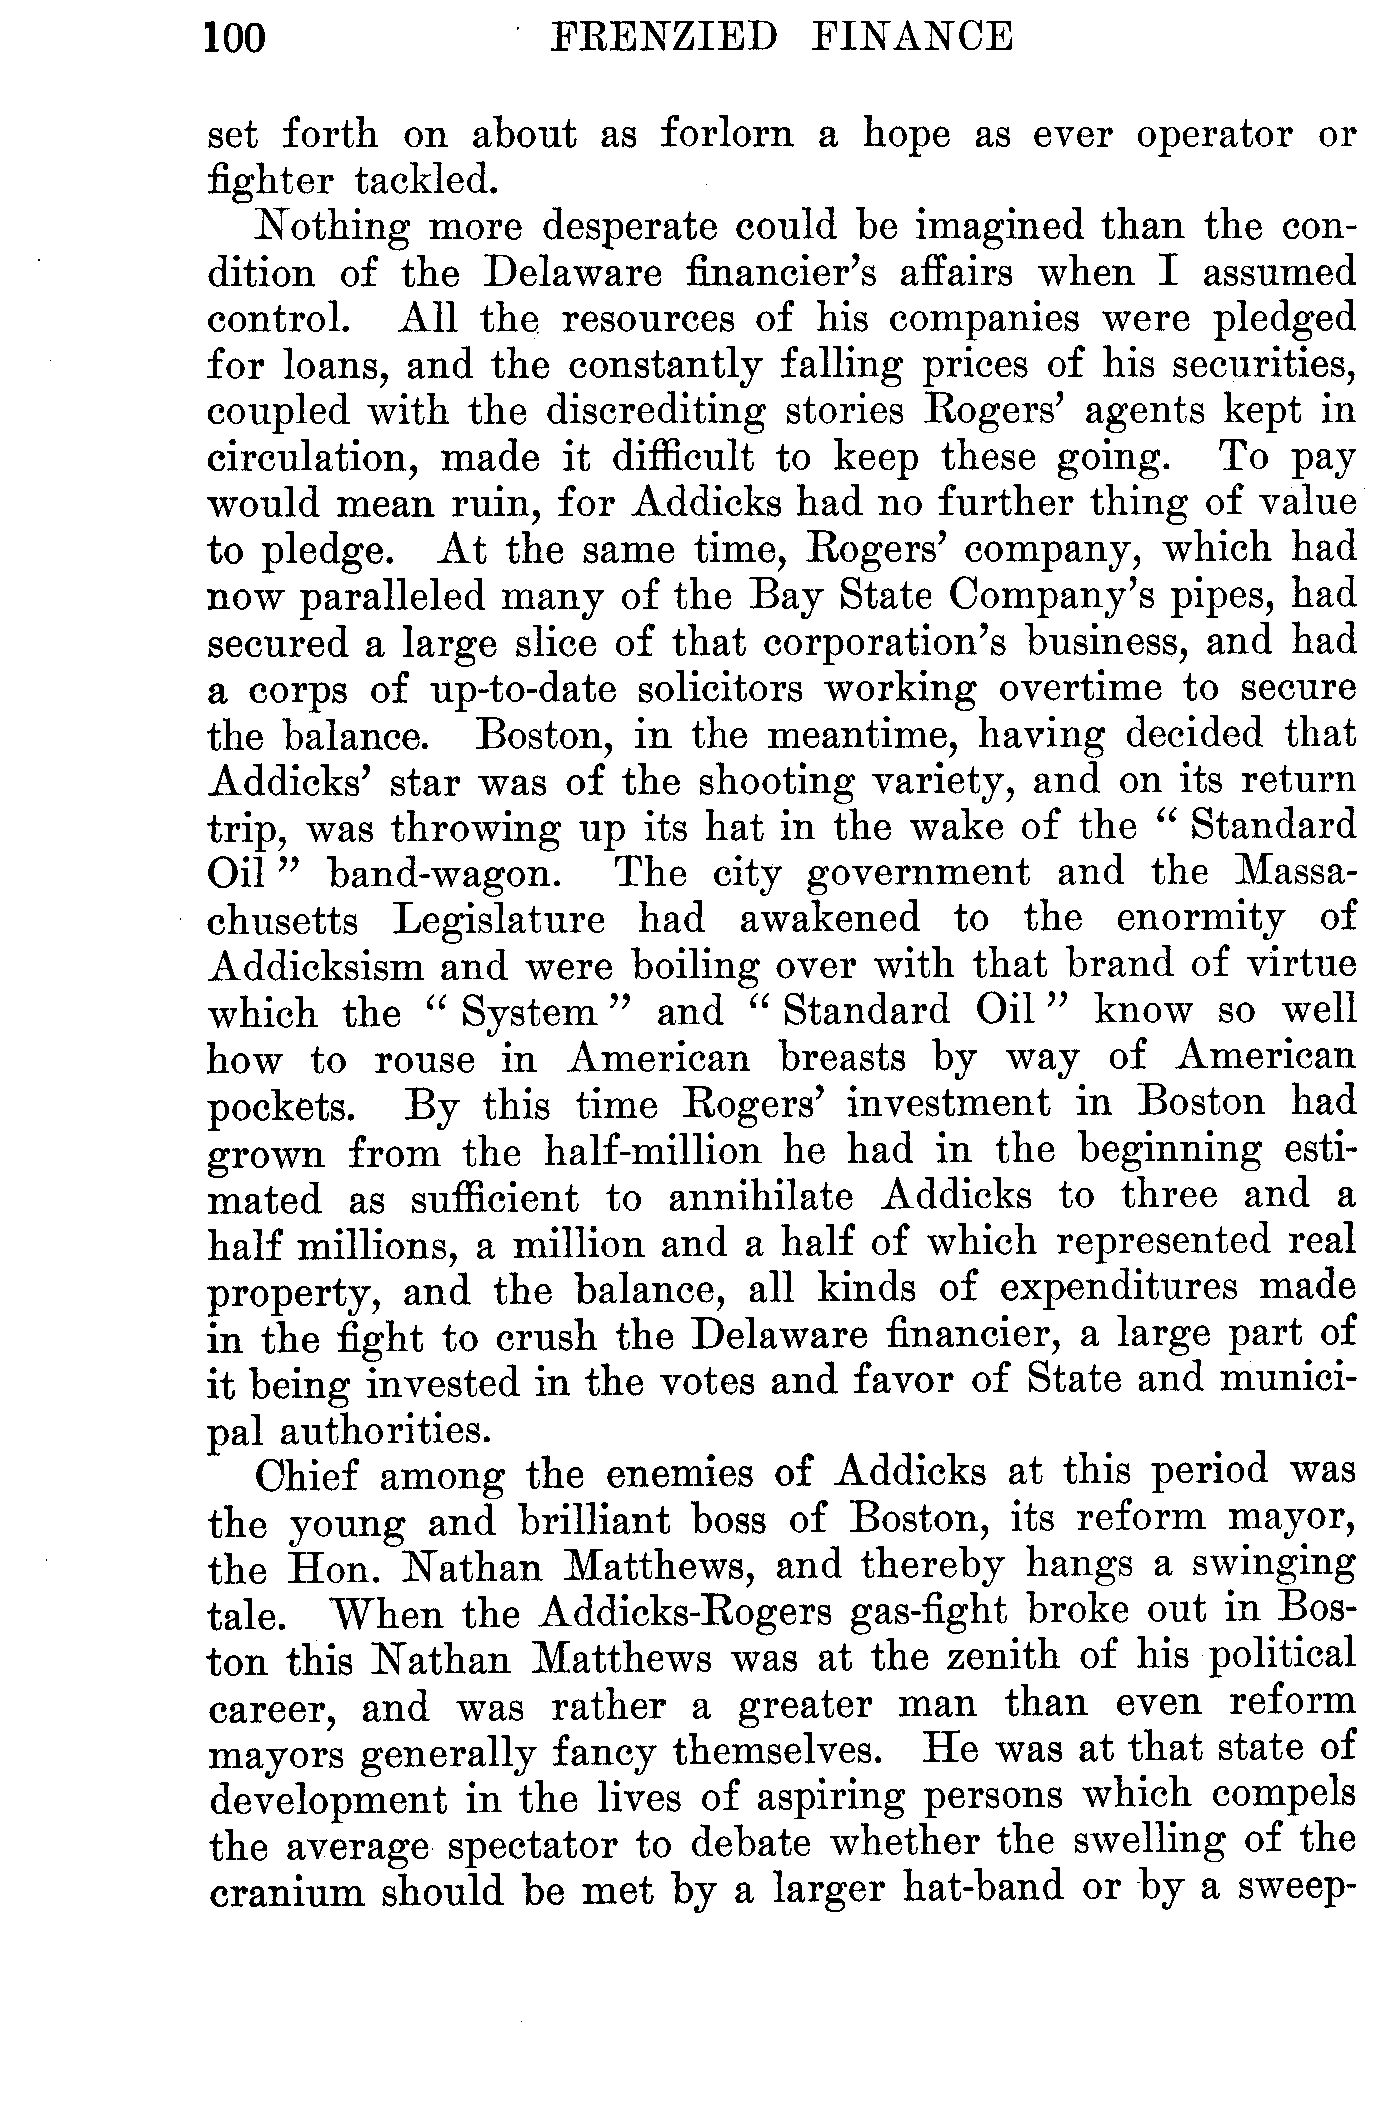 100 FRENZIED FINANCE
set forth on about as forlorn a hope as ever operator or
fighter tackled.
Nothing more desperate could be imagined than the con-
dition of the Delaware financier's affairs when I assumed
control. All the resources of his companies were pledged
for loans, and the constantly falling prices of his securities,
coupled with the discrediting stories Rogers' agents kept in
circulation, made it difficult to keep these going. To pay
would mean ruin, for Addicks had no further thing of value
to pledge. At the same time, Rogers' company, which had
now paralleled many of the Bay State Company's pipes, had
secured a large slice of that corporation's business, and had
a corps of up-to-date solicitors working overtime to secure
the balance. Boston, in the meantime, having decided that
Addicks' star was of the shooting variety, and on its return
trip, was throwing up its hat in the wake of the “ Standard
Oil ” band-wagon. The city government and the Massa-
chusetts Legislature had awakened to the enormity of
Addicksism and were boiling over with that brand of virtue
which the “ System ” and “ Standard Oil ” know so well
how to rouse in American breasts by way of American
pockets. By this time Rogers' investment in Boston had
grown from the half-million he had in the beginning esti-
mated as sufficient to annihilate Addicks to three and a
half millions, a million and a half of which represented real
property, and the balance, all kinds of expenditures made
in the fight to crush the Delaware financier, a large part of
it being invested in the votes and favor of State and munici-
pal authorities.
Chief among the enemies of Addicks at this period was
the young and brilliant boss of Boston, its reform mayor,
the Hon. Nathan Matthews, and thereby hangs a swinging
tale. When the Addicks-Rogers gas-fight broke out in Bos-
ton this Nathan Matthews was at the zenith of his political
career, and was rather a greater man than even reform
mayors generally fancy themselves. He was at that state of
development in the lives of aspiring persons which compels
the average spectator to debate whether the swelling of the
cranium should be met by a larger hat-band or by a sweep-